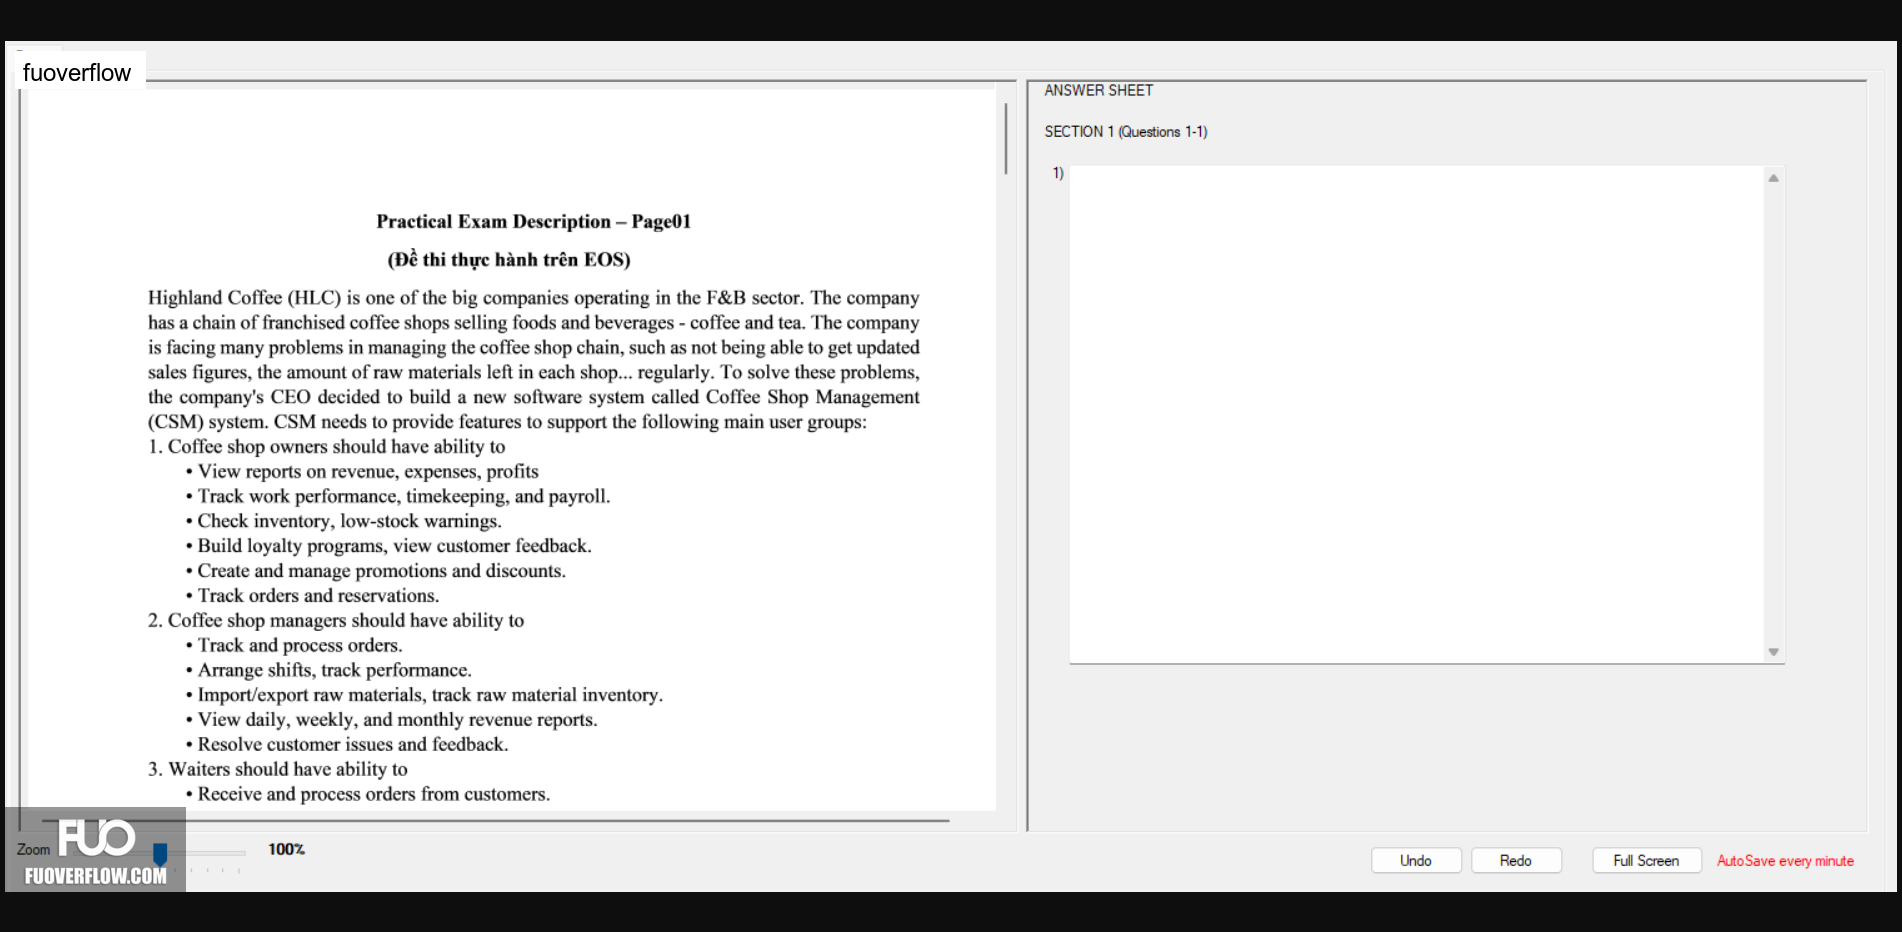 fuoverflow
Practical Exam Description – Page01
(Đề thi thực hành trên EOS)
Highland Coffee (HLC) is one of the big companies operating in the F&B sector. The company
has a chain of franchised coffee shops selling foods and beverages - coffee and tea. The company
is facing many problems in managing the coffee shop chain, such as not being able to get updated
sales figures, the amount of raw materials left in each shop... regularly. To solve these problems,
the company's CEO decided to build a new software system called Coffee Shop Management
(CSM) system. CSM needs to provide features to support the following main user groups:
1. Coffee shop owners should have ability to
• View reports on revenue, expenses, profits
• Track work performance, timekeeping, and payroll.
• Check inventory, low-stock warnings.
• Build loyalty programs, view customer feedback.
• Create and manage promotions and discounts.
• Track orders and reservations.
2. Coffee shop managers should have ability to
• Track and process orders.
• Arrange shifts, track performance.
• Import/export raw materials, track raw material inventory.
• View daily, weekly, and monthly revenue reports.
• Resolve customer issues and feedback.
3. Waiters should have ability to
• Receive and process orders from customers.
ANSWER SHEET
SECTION 1 (Questions 1-1)
1)
Zoom
100%
FUO
FUOVERFLOW.COM
Undo
Redo
Full Screen
AutoSave every minute